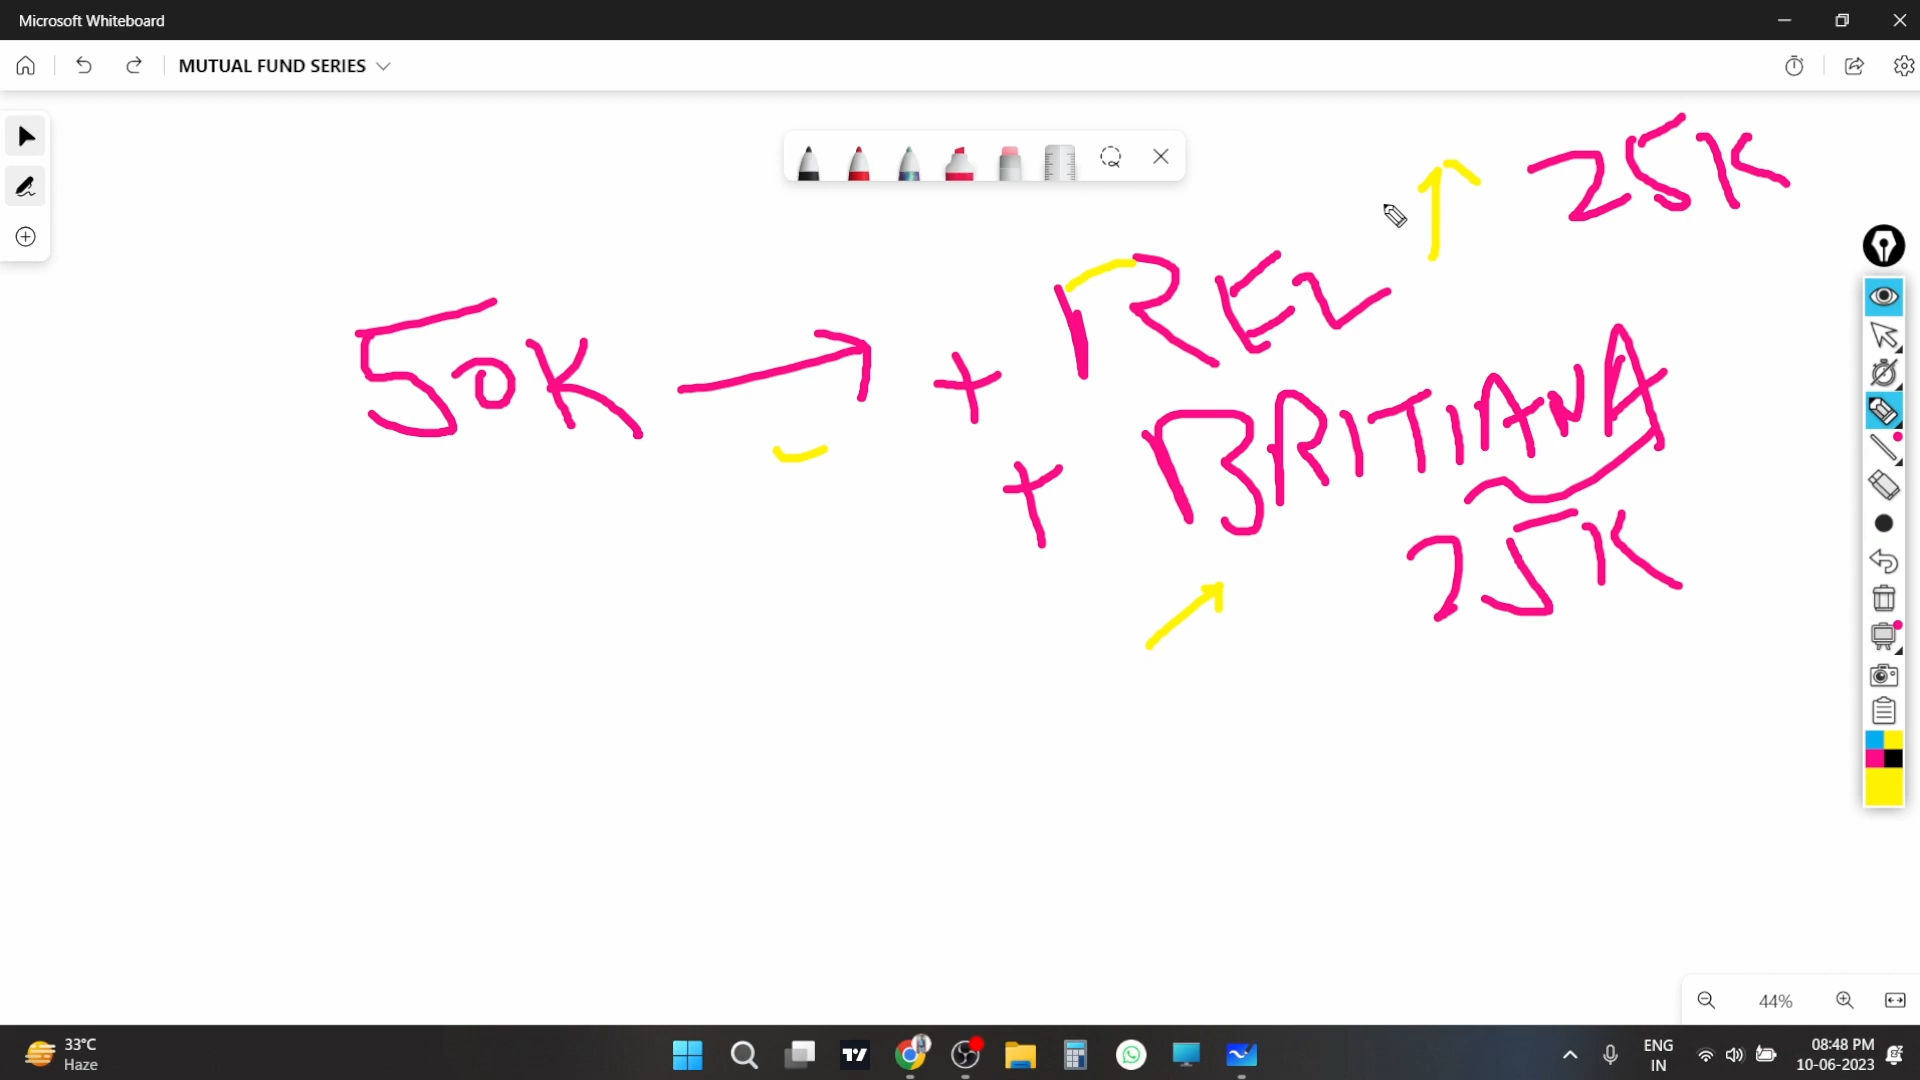 Microsoft Whiteboard
MUTUAL FUND SERIES
25K
50K → + REL ↑
+ BRITIANA
25K
44%
33°C
Haze
ENG
IN
08:48 PM
10-06-2023